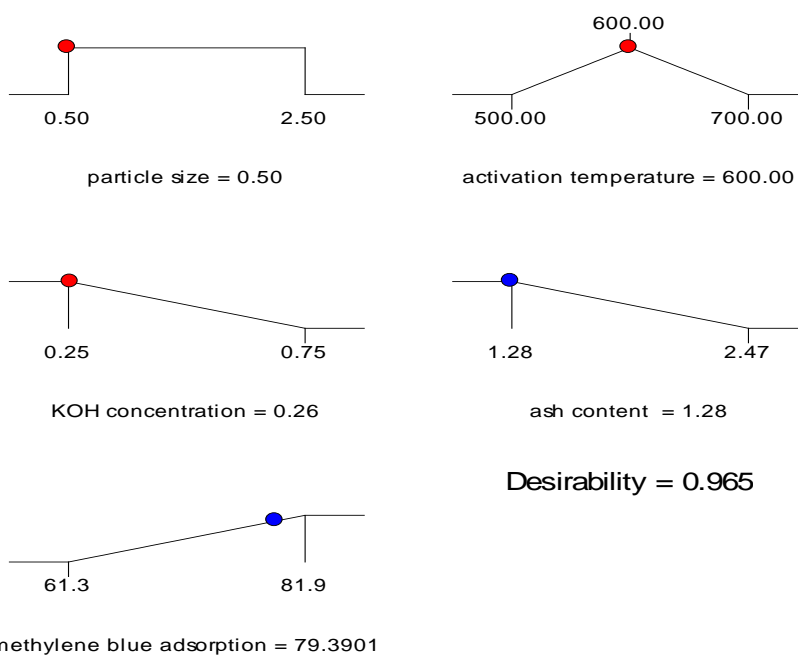 600.00
0.50 2.50
500.00 700.00
particle size = 0.50
activation temperature = 600.00
0.25 0.75
1.28 2.47
KOH concentration = 0.26
ash content = 1.28
Desirability = 0.965
61.3 81.9
methylene blue adsorption = 79.3901